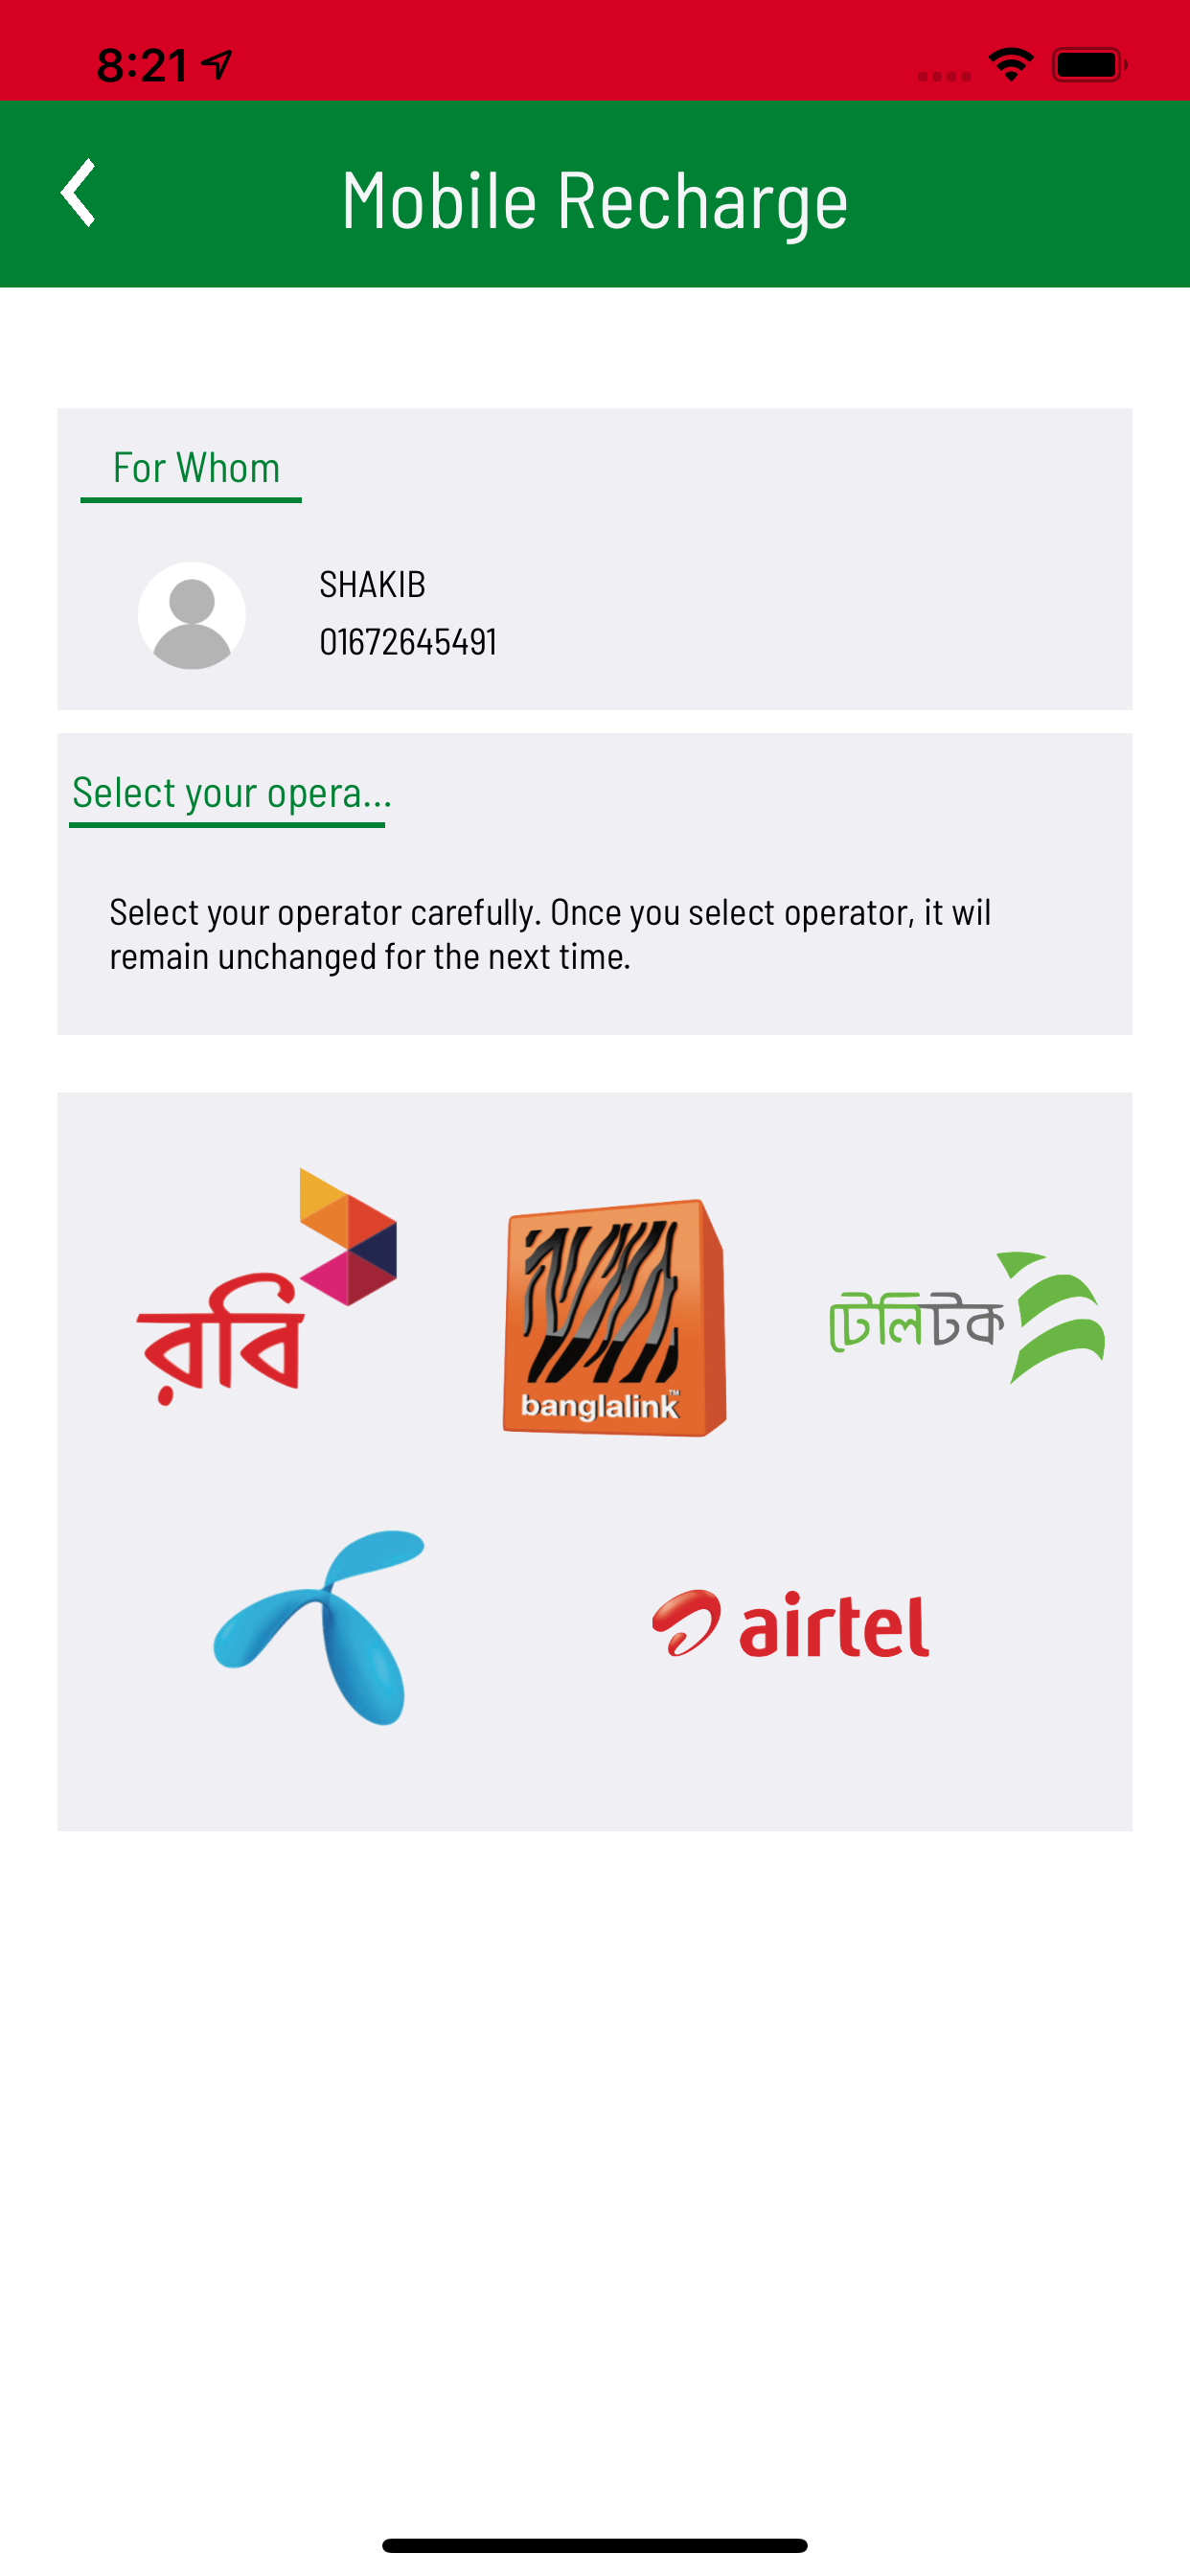 8:21
Mobile Recharge
For Whom
SHAKIB
01672645491
Select your opera...
Select your operator carefully. Once you select operator, it wil
remain unchanged for the next time.
রবি
banglalink™
টেলিটক
airtel